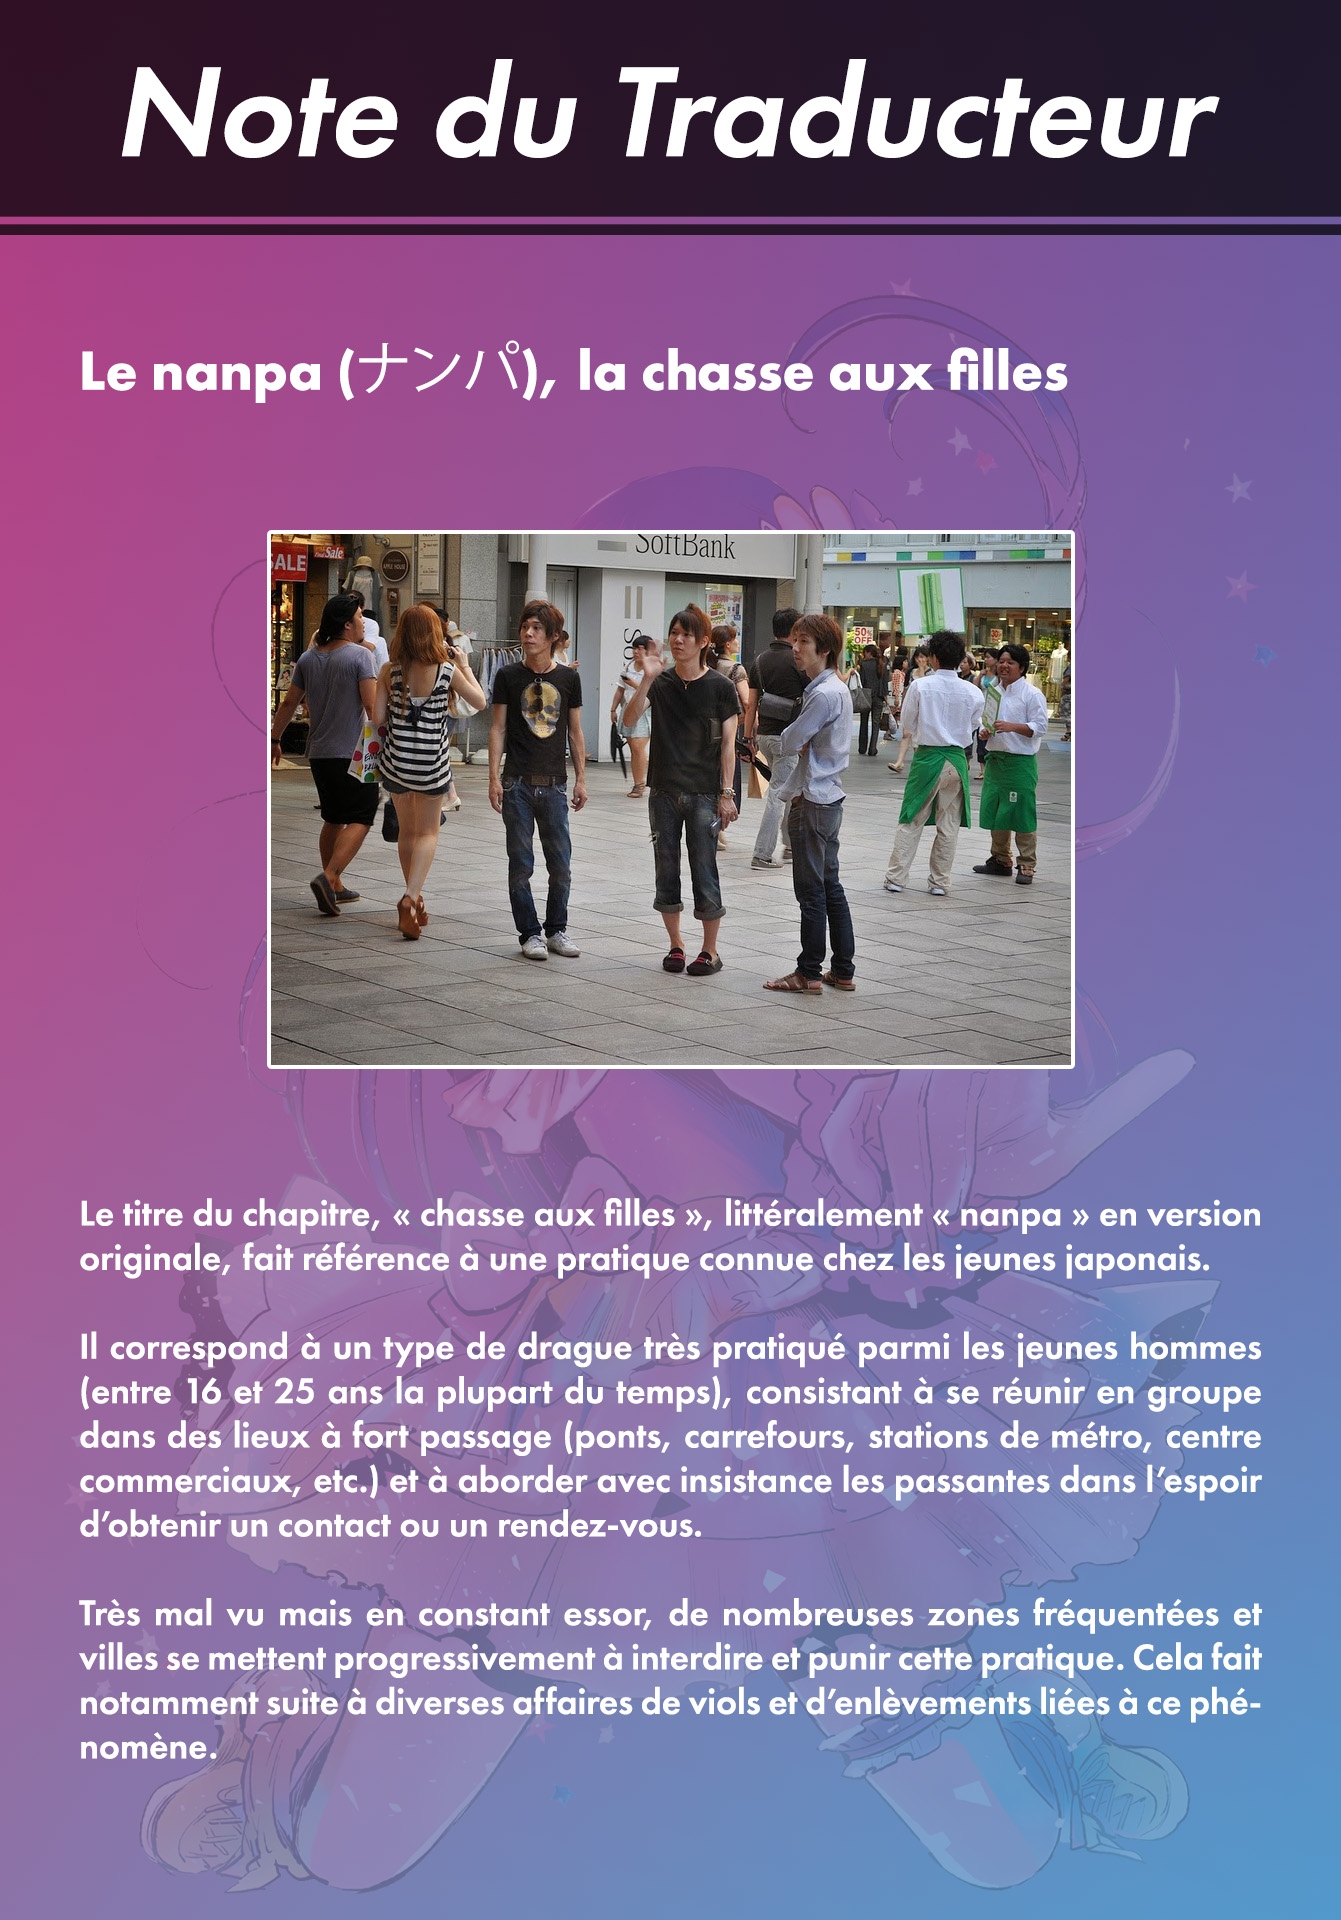 Note du Traducteur
Le nanpa (ナンパ), la chasse aux filles
SALE
Sale
APPLE HOUSE
SoftBank
50%
OFF
Le titre du chapitre, « chasse aux filles », littéralement « nanpa » en version
originale, fait référence à une pratique connue chez les jeunes japonais.
Il correspond à un type de drague très pratiqué parmi les jeunes hommes
(entre 16 et 25 ans la plupart du temps), consistant à se réunir en groupe
dans des lieux à fort passage (ponts, carrefours, stations de métro, centre
commerciaux, etc.) et à aborder avec insistance les passantes dans l’espoir
d’obtenir un contact ou un rendez-vous.
Très mal vu mais en constant essor, de nombreuses zones fréquentées et
villes se mettent progressivement à interdire et punir cette pratique. Cela fait
notamment suite à diverses affaires de viols et d’enlèvements liées à ce phé-
nomène.